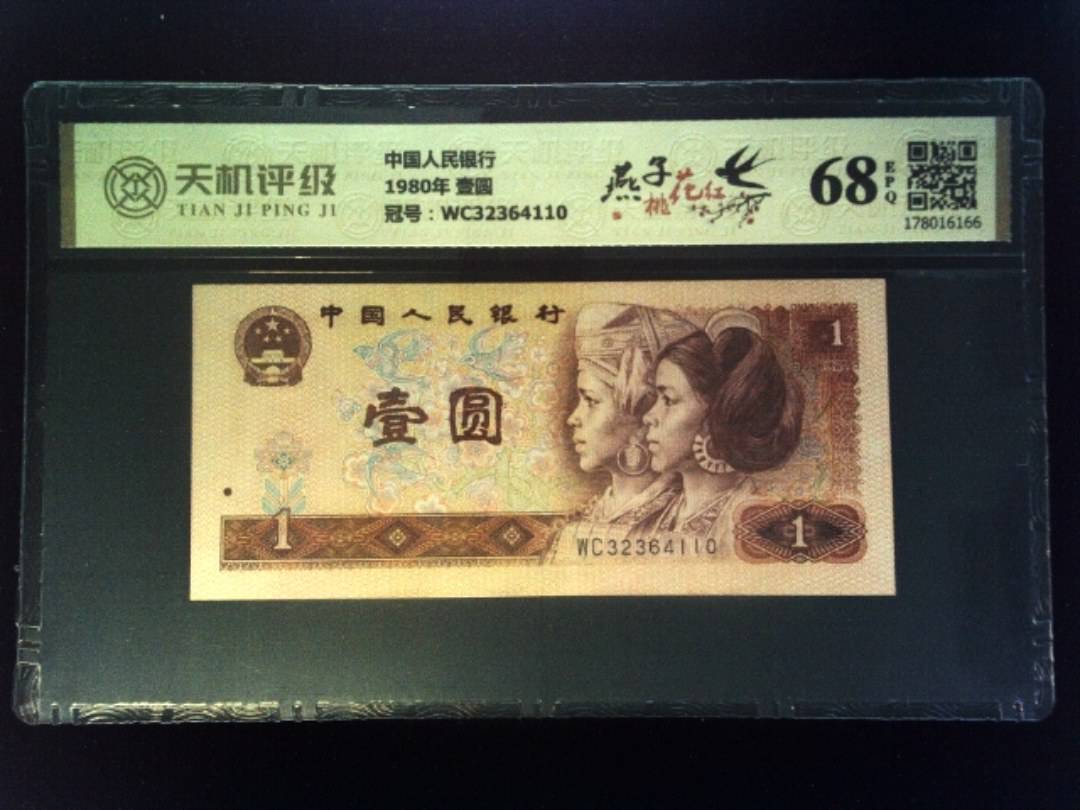 天机评级
TIAN JI PING JI
中国人民银行
1980年 壹圆
冠号：WC32364110
燕子
桃花红
68
EPQ
178016166
中国人民银行
1
壹圆
1
WC32364110
1